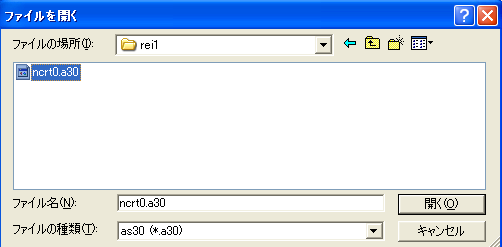 ファイルを開く
ファイルの場所(I):
rei1
ncrt0.a30
ファイル名(N):
ncrt0.a30
開く(O)
ファイルの種類(T):
as30 (*.a30)
キャンセル